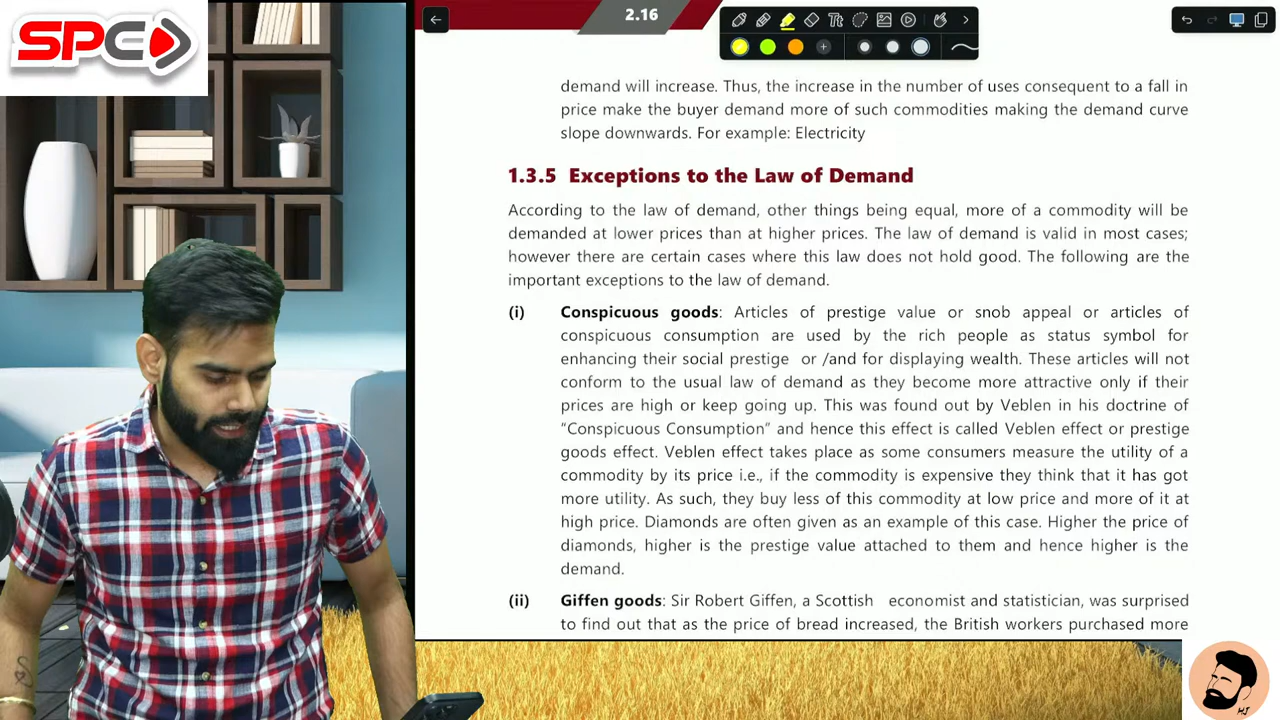 SPC
2.16
demand will increase. Thus, the increase in the number of uses consequent to a fall in
price make the buyer demand more of such commodities making the demand curve
slope downwards. For example: Electricity
1.3.5 Exceptions to the Law of Demand
According to the law of demand, other things being equal, more of a commodity will be
demanded at lower prices than at higher prices. The law of demand is valid in most cases;
however there are certain cases where this law does not hold good. The following are the
important exceptions to the law of demand.
(i) Conspicuous goods: Articles of prestige value or snob appeal or articles of
conspicuous consumption are used by the rich people as status symbol for
enhancing their social prestige or /and for displaying wealth. These articles will not
conform to the usual law of demand as they become more attractive only if their
prices are high or keep going up. This was found out by Veblen in his doctrine of
“Conspicuous Consumption” and hence this effect is called Veblen effect or prestige
goods effect. Veblen effect takes place as some consumers measure the utility of a
commodity by its price i.e., if the commodity is expensive they think that it has got
more utility. As such, they buy less of this commodity at low price and more of it at
high price. Diamonds are often given as an example of this case. Higher the price of
diamonds, higher is the prestige value attached to them and hence higher is the
demand.
(ii) Giffen goods: Sir Robert Giffen, a Scottish economist and statistician, was surprised
to find out that as the price of bread increased, the British workers purchased more
HJ